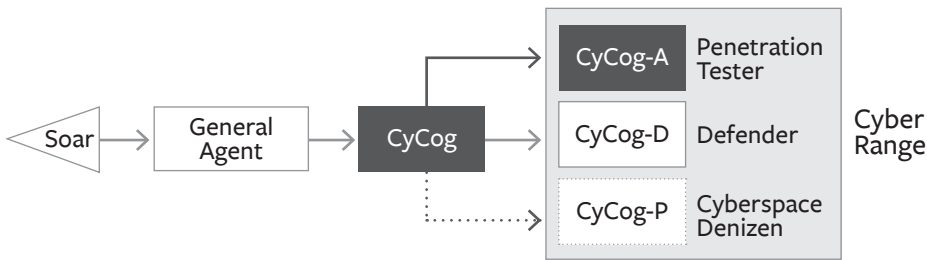 Soar
General
Agent
CyCog
CyCog-A
Penetration
Tester
CyCog-D
Defender
CyCog-P
Cyberspace
Denizen
Cyber
Range